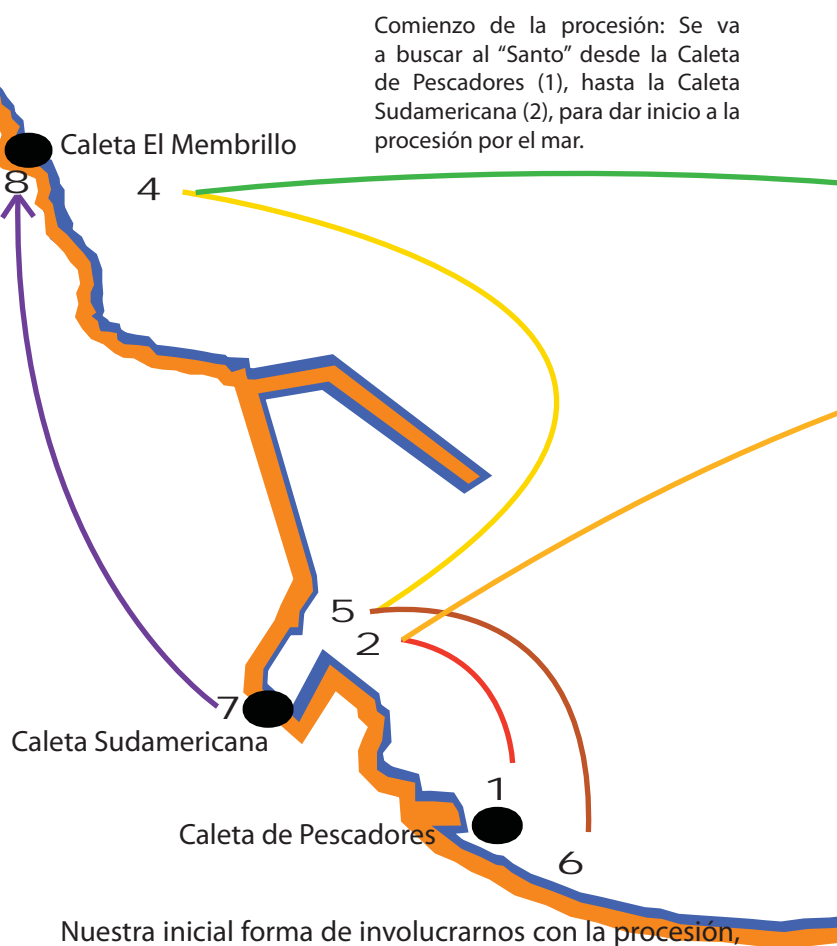 Comienzo de la procesión: Se va
a buscar al “Santo” desde la Caleta
de Pescadores (1), hasta la Caleta
Sudamericana (2), para dar inicio a la
procesión por el mar.
Caleta El Membrillo
8
4
5
2
7
Caleta Sudamericana
1
Caleta de Pescadores
6
Nuestra inicial forma de involucrarnos con la procesión,